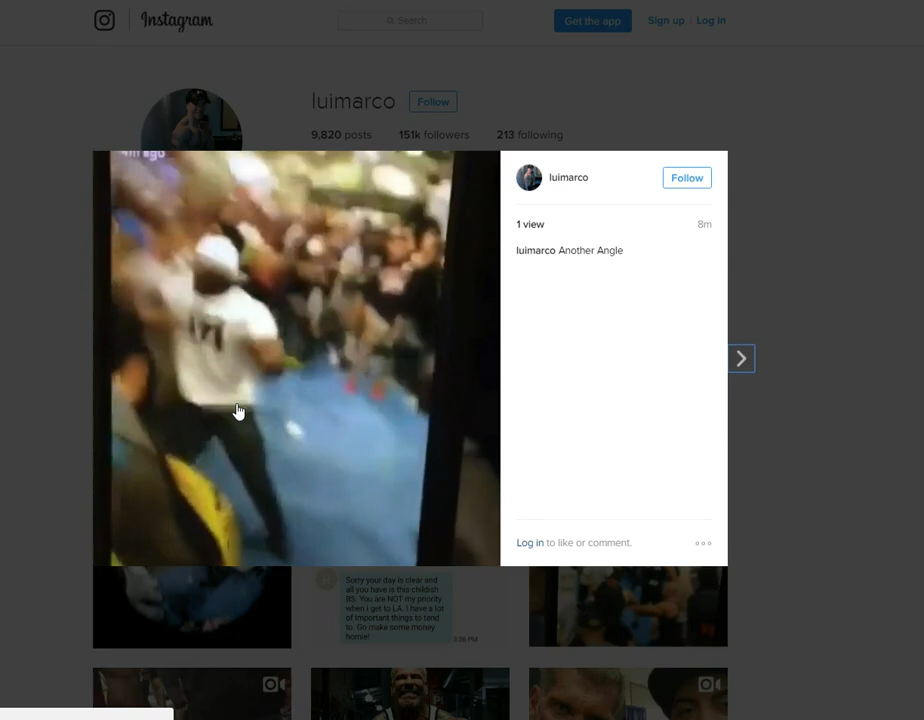 Instagram
Search
Get the app
Sign up
Log in
luimarco
Follow
9,820 posts 151k followers 213 following
luimarco
Follow
1 view
8m
luimarco Another Angle
Log in to like or comment.
Sorry your day is clear and
all you have is this childish
BS. You are NOT my priority
when I get to LA. I have a lot
of important things to tend
to. Go make some money
homie!
3:36 PM